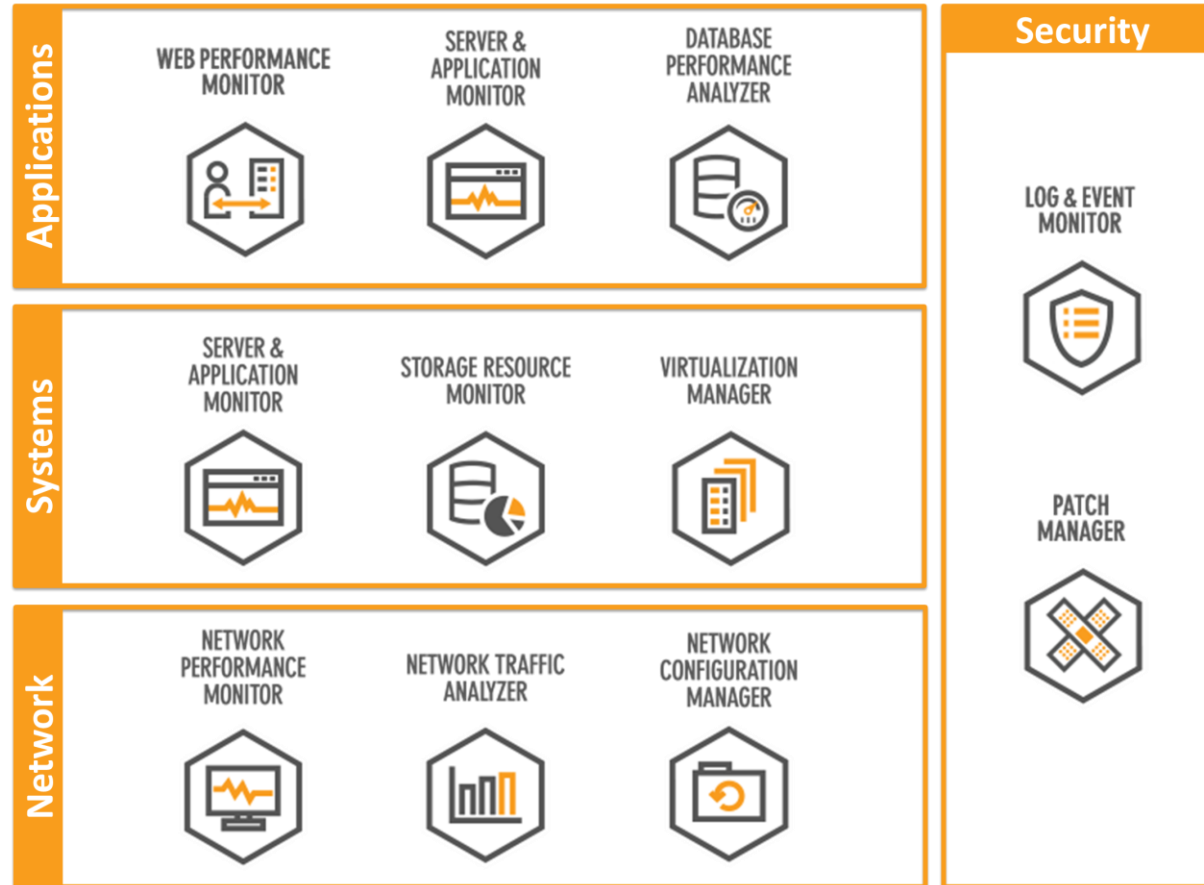 Applications
WEB PERFORMANCE
MONITOR
SERVER &
APPLICATION
MONITOR
DATABASE
PERFORMANCE
ANALYZER
Systems
SERVER &
APPLICATION
MONITOR
STORAGE RESOURCE
MONITOR
VIRTUALIZATION
MANAGER
Network
NETWORK
PERFORMANCE
MONITOR
NETWORK TRAFFIC
ANALYZER
NETWORK
CONFIGURATION
MANAGER
Security
LOG & EVENT
MONITOR
PATCH
MANAGER